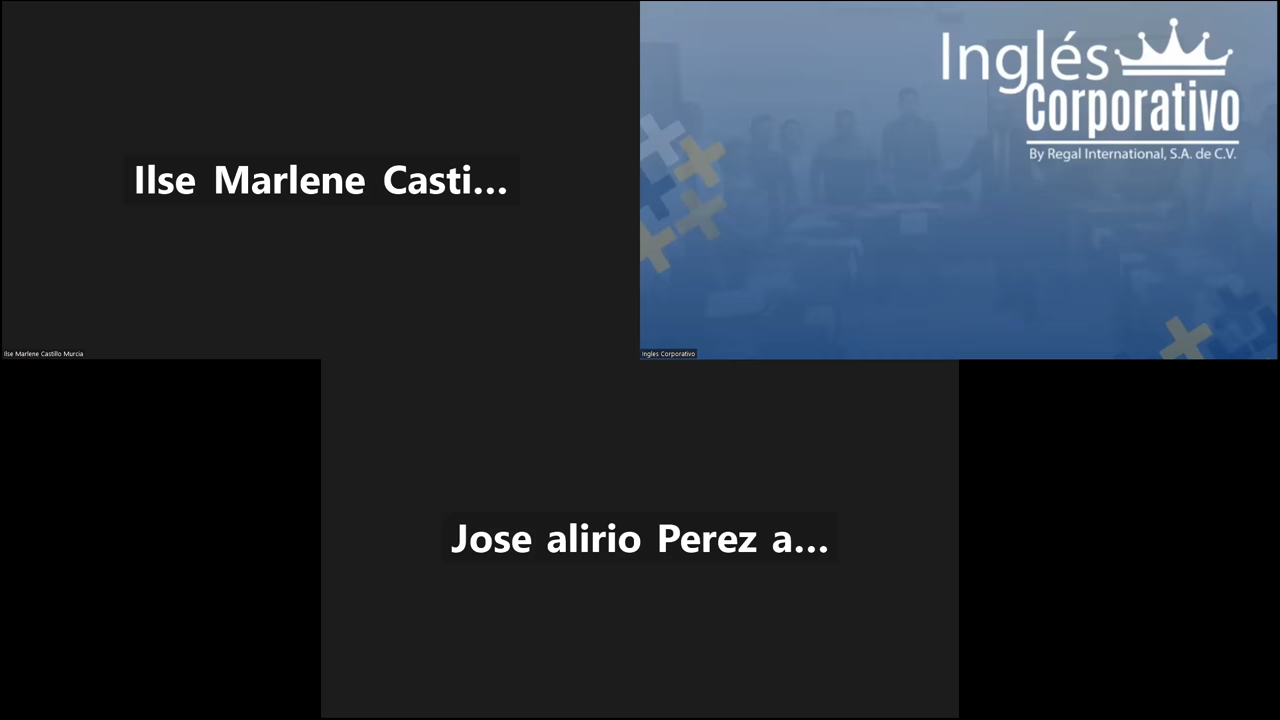 Ilse Marlene Casti...
Ilse Marlene Castillo Murcia
Inglés
Corporativo
By Regal International, S.A. de C.V.
Ingles Corporativo
Jose alirio Perez a...